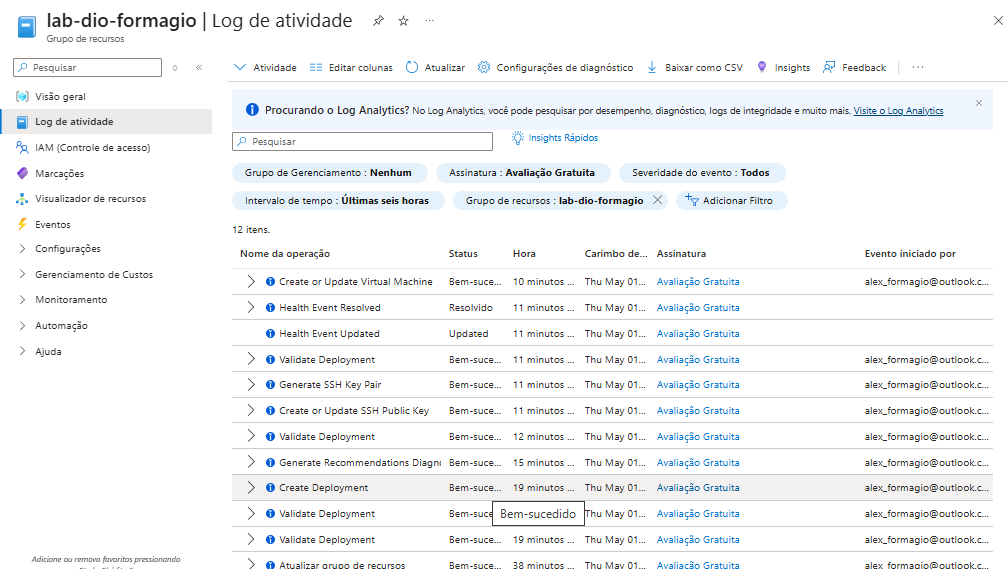 lab-dio-formagio | Log de atividade
Grupo de recursos
Pesquisar
Visão geral
Log de atividade
IAM (Controle de acesso)
Marcações
Visualizador de recursos
Eventos
Configurações
Gerenciamento de Custos
Monitoramento
Automação
Ajuda
Adicione ou remova favoritos pressionando
Atividade Editar colunas Atualizar Configurações de diagnóstico Baixar como CSV Insights Feedback
Procurando o Log Analytics? No Log Analytics, você pode pesquisar por desempenho, diagnóstico, logs de integridade e muito mais. Visite o Log Analytics
Pesquisar Insights Rápidos
Grupo de Gerenciamento : Nenhum Assinatura : Avaliação Gratuita Severidade do evento : Todos
Intervalo de tempo : Últimas seis horas Grupo de recursos : lab-dio-formagio Adicionar Filtro
12 itens.
Nome da operação Status Hora Carimbo de... Assinatura Evento iniciado por
Create or Update Virtual Machine Bem-suce... 10 minutos ... Thu May 01... Avaliação Gratuita alex_formagio@outlook.c...
Health Event Resolved Resolvido 11 minutos ... Thu May 01... Avaliação Gratuita
Health Event Updated Updated 11 minutos ... Thu May 01... Avaliação Gratuita
Validate Deployment Bem-suce... 11 minutos ... Thu May 01... Avaliação Gratuita alex_formagio@outlook.c...
Generate SSH Key Pair Bem-suce... 11 minutos ... Thu May 01... Avaliação Gratuita alex_formagio@outlook.c...
Create or Update SSH Public Key Bem-suce... 11 minutos ... Thu May 01... Avaliação Gratuita alex_formagio@outlook.c...
Validate Deployment Bem-suce... 12 minutos ... Thu May 01... Avaliação Gratuita alex_formagio@outlook.c...
Generate Recommendations Diagn Bem-suce... 15 minutos ... Thu May 01... Avaliação Gratuita alex_formagio@outlook.c...
Create Deployment Bem-suce... 19 minutos ... Thu May 01... Avaliação Gratuita alex_formagio@outlook.c...
Validate Deployment Bem-suce Bem-sucedido Thu May 01... Avaliação Gratuita alex_formagio@outlook.c...
Validate Deployment Bem-suce... 19 minutos ... Thu May 01... Avaliação Gratuita alex_formagio@outlook.c...
Atualizar grupo de recursos Bem-suce... 38 minutos ... Thu May 01... Avaliação Gratuita alex_formagio@outlook.c...